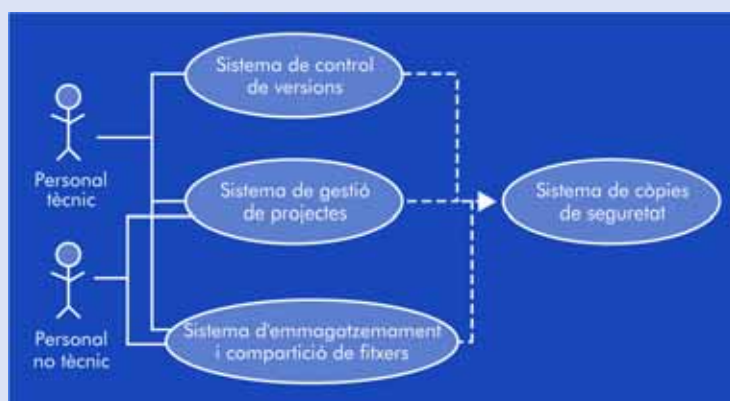 Sistema de control
de versions
Personal
tècnic
Sistema de gestió
de projectes
Sistema de còpies
de seguretat
Personal
no tècnic
Sistema d'emmagatzemament
i compartició de fitxers